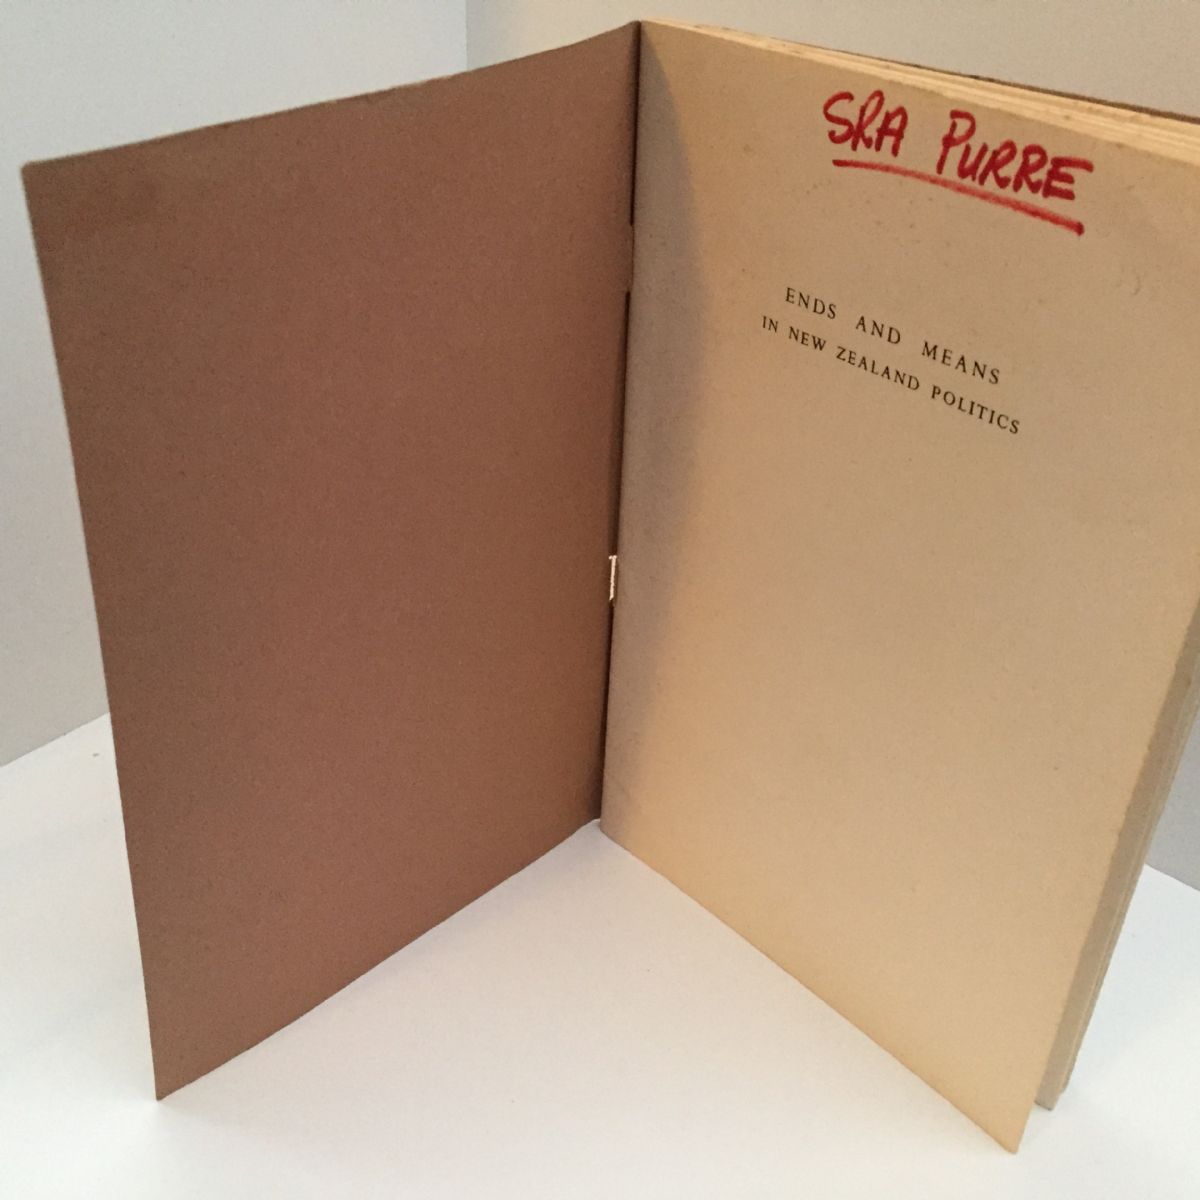 SRA PURRE
ENDS AND MEANS
IN NEW ZEALAND POLITICS